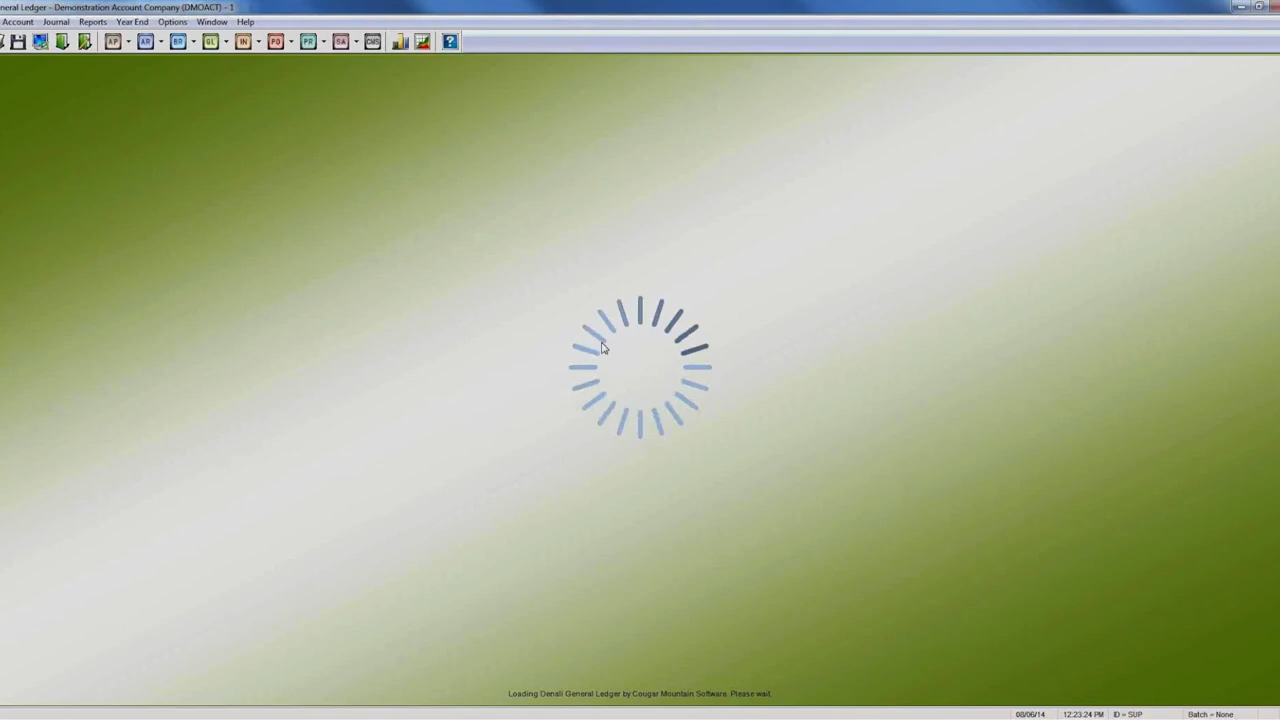 eneral Ledger - Demonstration Account Company (DMOACT) - 1
Account Journal Reports Year End Options Window Help
AP AR BR GL IN PO PR SA CMS ?
Loading Denali General Ledger by Cougar Mountain Software. Please wait.
08/06/14 12:23:24 PM ID = SUP Batch = None